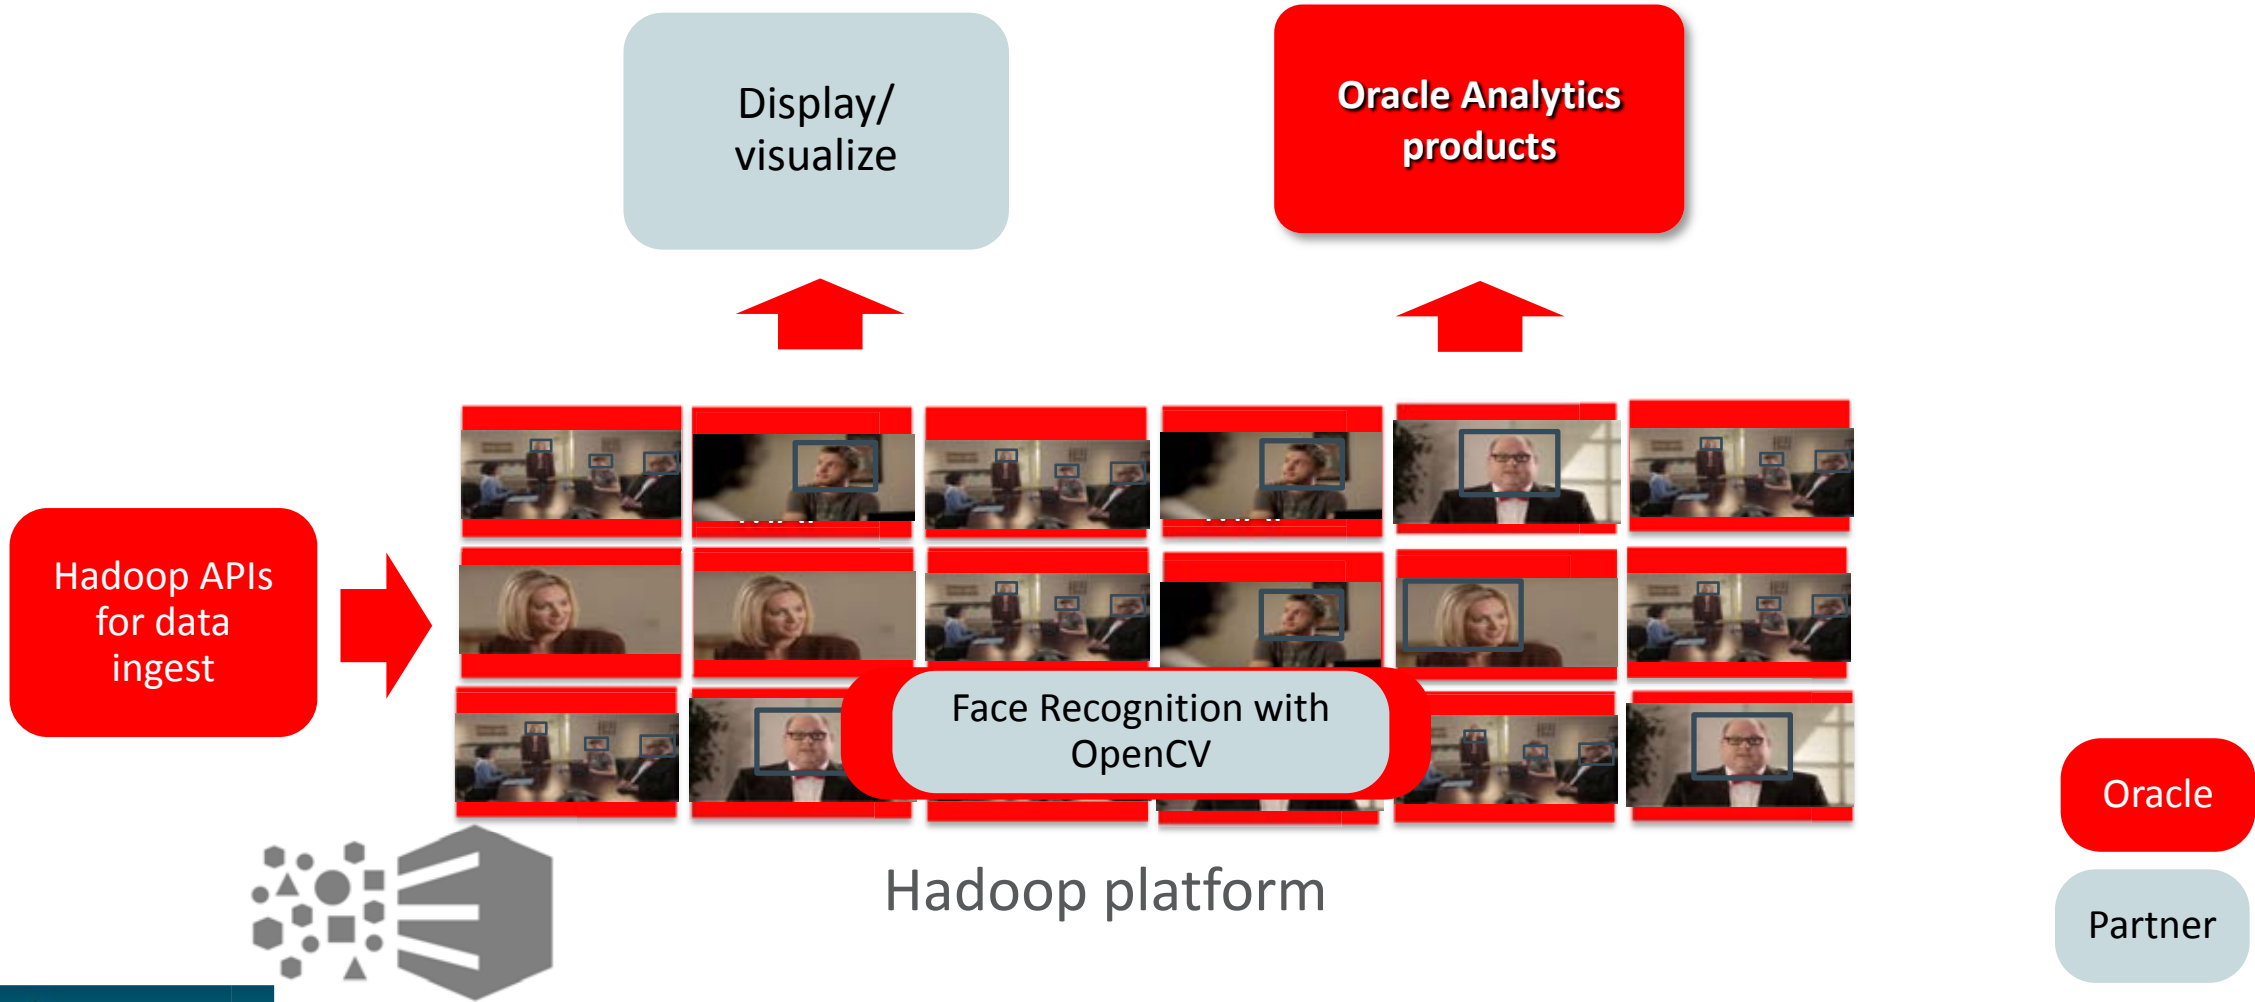 Display/
visualize
Oracle Analytics
products
Hadoop APIs
for data
ingest
Face Recognition with
OpenCV
Hadoop platform
Oracle
Partner